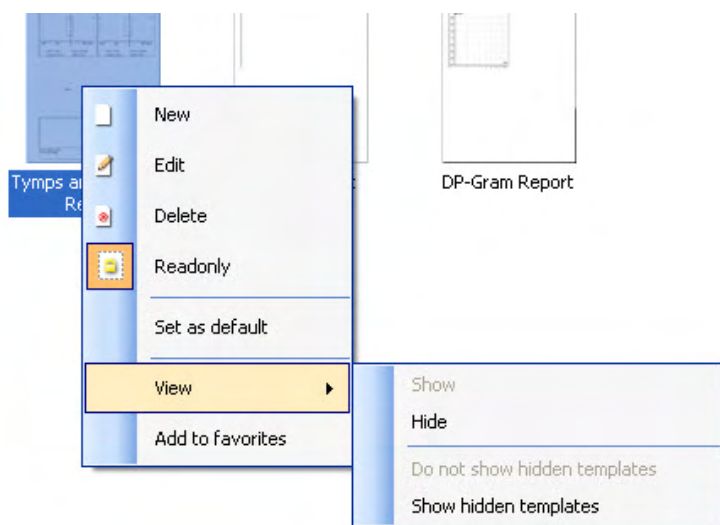 New
Edit
Tymps a
DP-Gram Report
Re
Delete
Readonly
Set as default
View
Show
Hide
Add to favorites
Do not show hidden templates
Show hidden templates